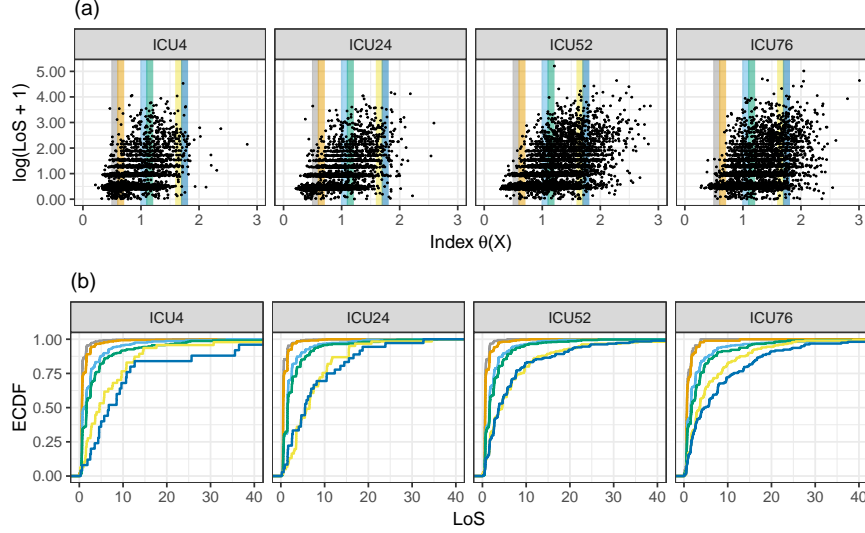 (a)
ICU4 ICU24 ICU52 ICU76
5.00
4.00
3.00
2.00
1.00
0.00
log(LoS + 1)
0 1 2 3 0 1 2 3 0 1 2 3 0 1 2 3
Index θ(X)
(b)
ICU4 ICU24 ICU52 ICU76
1.00
0.75
0.50
0.25
0.00
ECDF
0 10 20 30 40 0 10 20 30 40 0 10 20 30 40 0 10 20 30 40
LoS